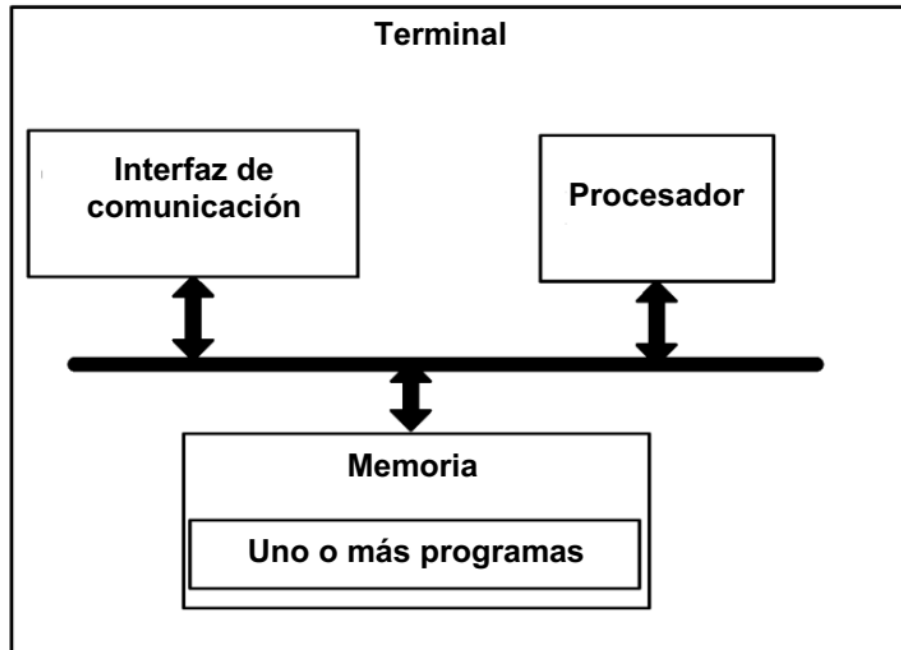 Terminal
Interfaz de
comunicación
Procesador
Memoria
Uno o más programas